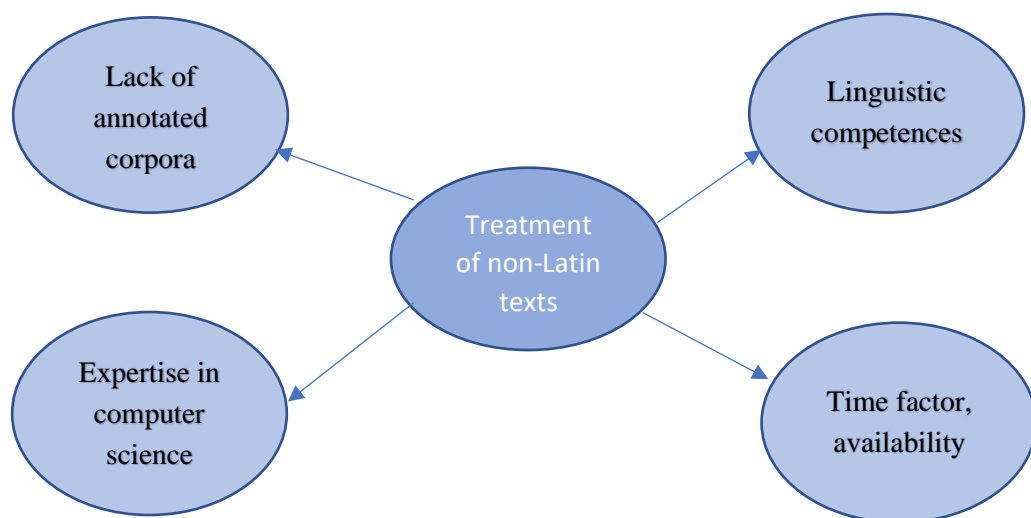 Lack of
annotated
corpora
Linguistic
competences
Treatment
of non-Latin
texts
Expertise in
computer
science
Time factor,
availability